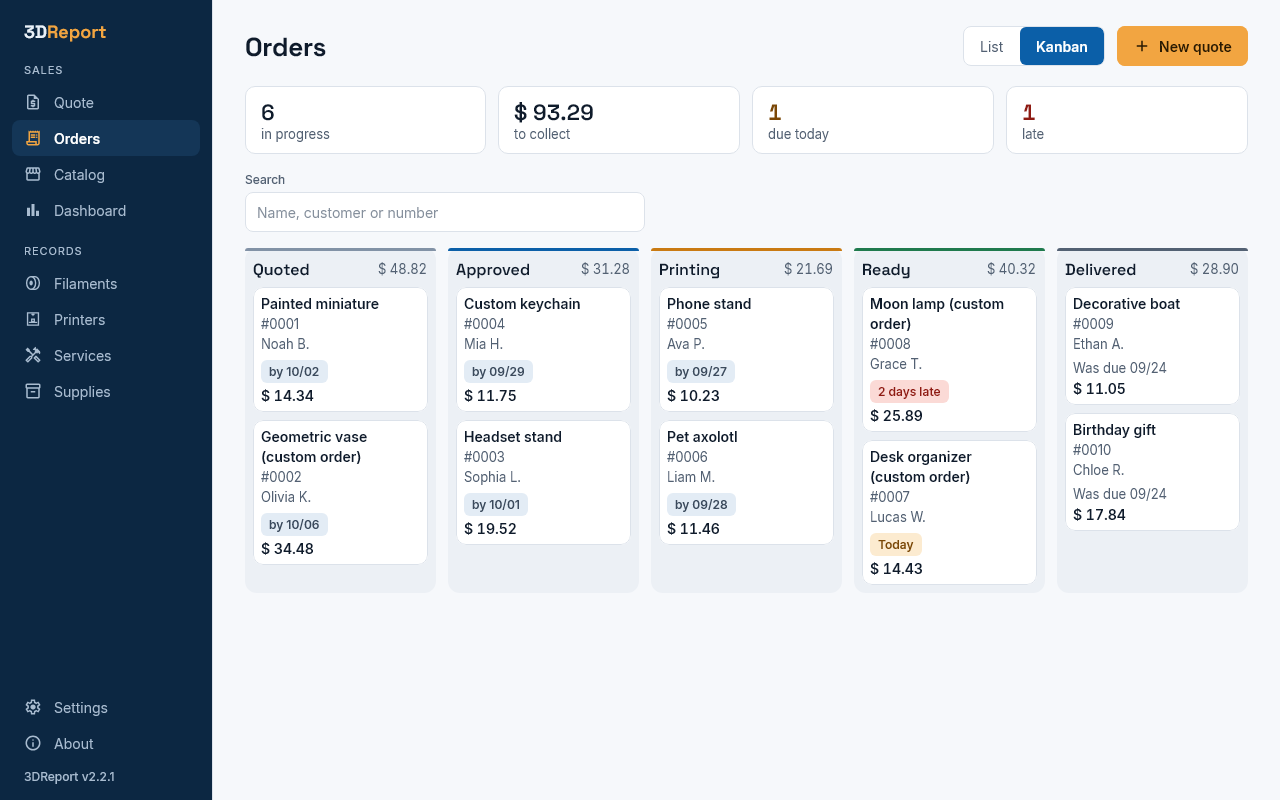 3DReport
SALES
Quote
Orders
Catalog
Dashboard
RECORDS
Filaments
Printers
Services
Supplies
Settings
About
3DReport v2.2.1
Orders
List
Kanban
New quote
6
in progress
$ 93.29
to collect
1
due today
1
late
Search
Name, customer or number
Quoted
$ 48.82
Painted miniature
#0001
Noah B.
by 10/02
$ 14.34
Geometric vase
(custom order)
#0002
Olivia K.
by 10/06
$ 34.48
Approved
$ 31.28
Custom keychain
#0004
Mia H.
by 09/29
$ 11.75
Headset stand
#0003
Sophia L.
by 10/01
$ 19.52
Printing
$ 21.69
Phone stand
#0005
Ava P.
by 09/27
$ 10.23
Pet axolotl
#0006
Liam M.
by 09/28
$ 11.46
Ready
$ 40.32
Moon lamp (custom
order)
#0008
Grace T.
2 days late
$ 25.89
Desk organizer
(custom order)
#0007
Lucas W.
Today
$ 14.43
Delivered
$ 28.90
Decorative boat
#0009
Ethan A.
Was due 09/24
$ 11.05
Birthday gift
#0010
Chloe R.
Was due 09/24
$ 17.84